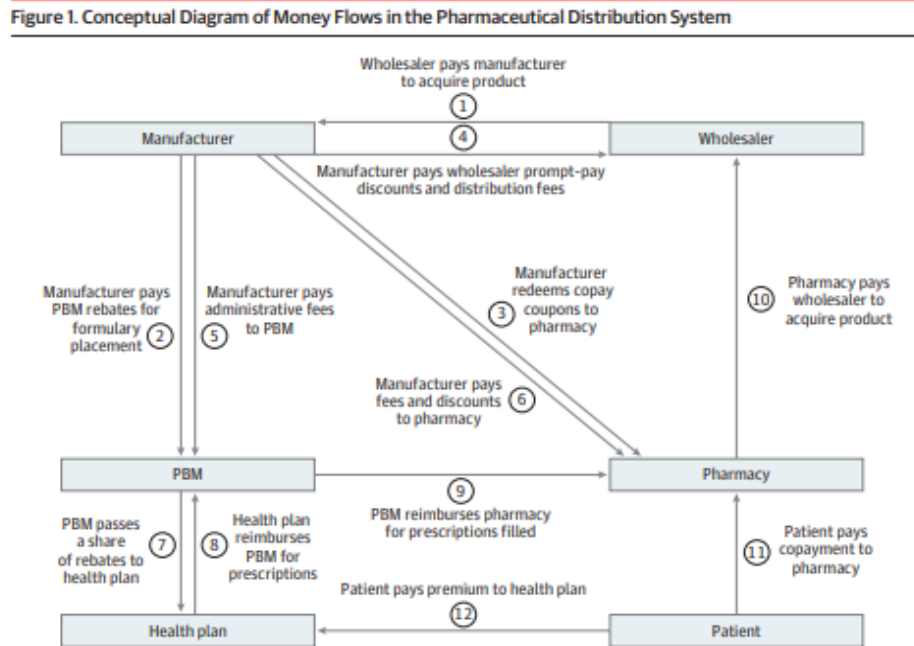 Figure 1. Conceptual Diagram of Money Flows in the Pharmaceutical Distribution System
Wholesaler pays manufacturer
to acquire product
1
Manufacturer
4
Wholesaler
Manufacturer pays wholesaler prompt-pay
discounts and distribution fees
Manufacturer pays
PBM rebates for
formulary
placement
2
Manufacturer pays
administrative fees
to PBM
5
Manufacturer
redeems copay
coupons to
pharmacy
3
Pharmacy pays
wholesaler to
acquire product
10
Manufacturer pays
fees and discounts
to pharmacy
6
PBM
Pharmacy
9
PBM reimburses pharmacy
for prescriptions filled
PBM passes
a share
of rebates to
health plan
7
Health plan
reimburses
PBM for
prescriptions
8
Patient pays
copayment to
pharmacy
11
Patient pays premium to health plan
12
Health plan
Patient